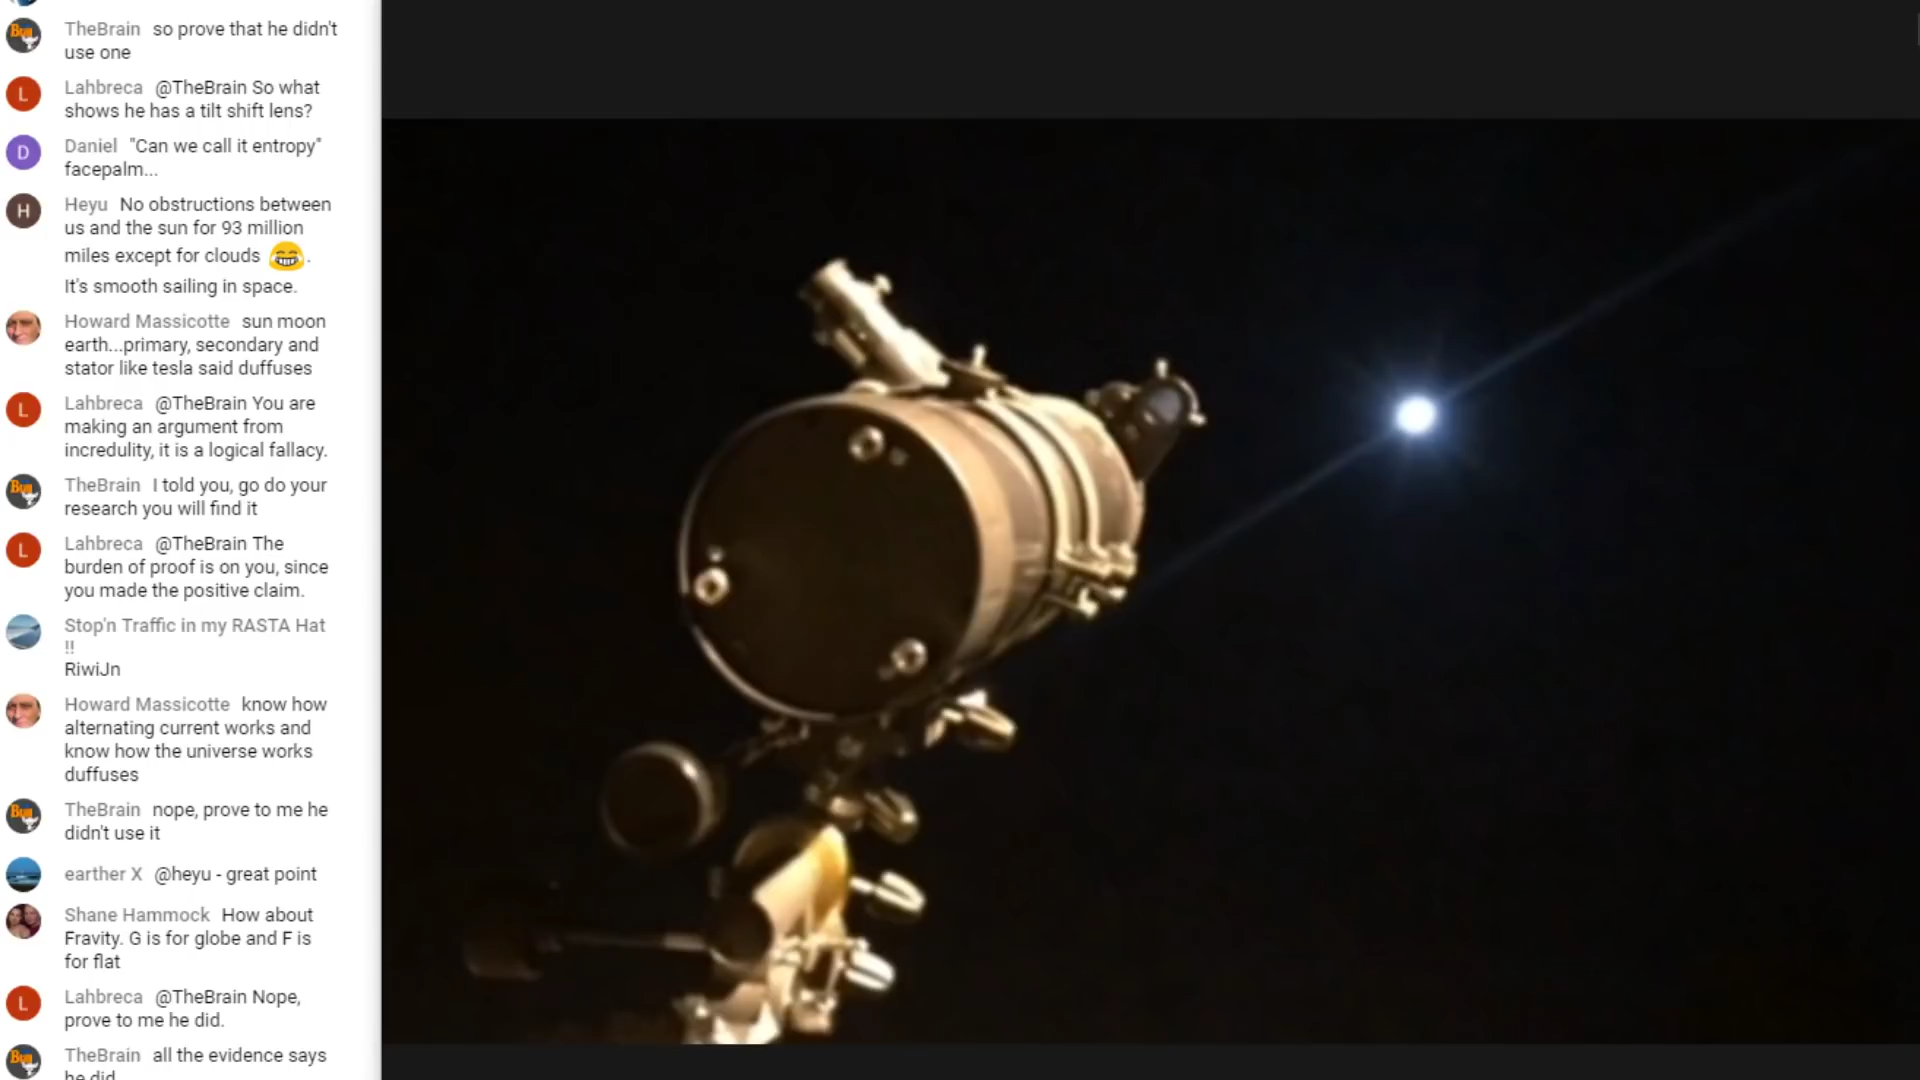 TheBrain so prove that he didn't
use one
L
Lahbreca @TheBrain So what
shows he has a tilt shift lens?
D
Daniel "Can we call it entropy"
facepalm...
H
Heyu No obstructions between
us and the sun for 93 million
miles except for clouds 😂.
It's smooth sailing in space.
Howard Massicotte sun moon
earth...primary, secondary and
stator like tesla said duffuses
L
Lahbreca @TheBrain You are
making an argument from
incredulity, it is a logical fallacy.
TheBrain I told you, go do your
research you will find it
L
Lahbreca @TheBrain The
burden of proof is on you, since
you made the positive claim.
Stop'n Traffic in my RASTA Hat
!!
RiwiJn
Howard Massicotte know how
alternating current works and
know how the universe works
duffuses
TheBrain nope, prove to me he
didn't use it
earther X @heyu - great point
Shane Hammock How about
Fravity. G is for globe and F is
for flat
L
Lahbreca @TheBrain Nope,
prove to me he did.
TheBrain all the evidence says
he did